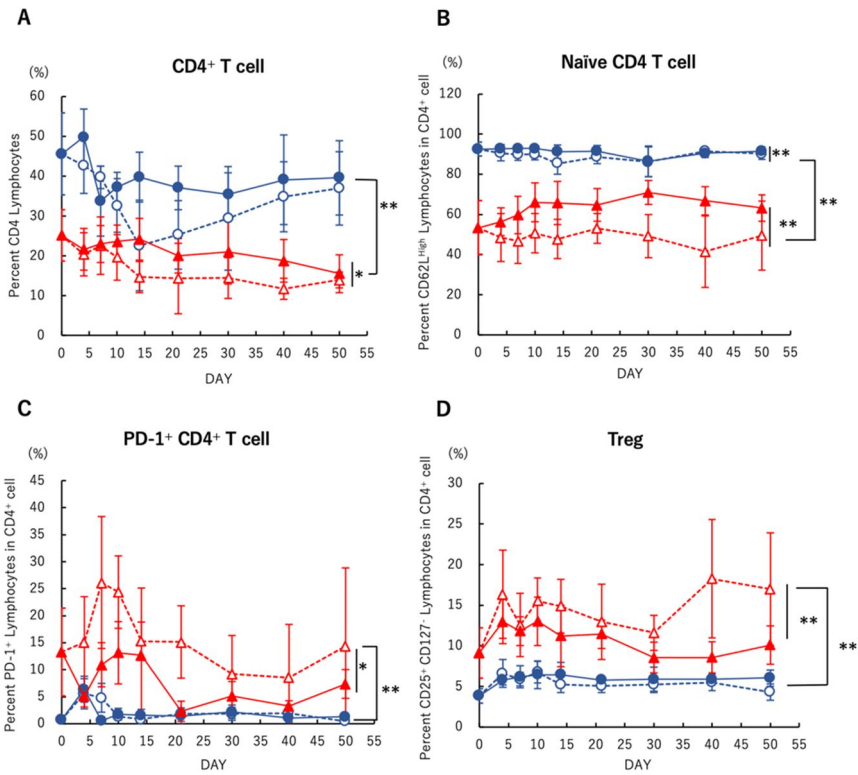 A
CD4⁺ T cell
(%)
Percent CD4 Lymphocytes
60
50
40
30
20
10
0
0 5 10 15 20 25 30 35 40 45 50 55
DAY
**
*
B
Naïve CD4 T cell
(%)
Percent CD62Lᴴⁱᵍʰ Lymphocytes in CD4⁺ cell
120
100
80
60
40
20
0
0 5 10 15 20 25 30 35 40 45 50 55
DAY
**
**
**
C
PD-1⁺ CD4⁺ T cell
(%)
Percent PD-1⁺ Lymphocytes in CD4⁺ cell
45
40
35
30
25
20
15
10
5
0
0 5 10 15 20 25 30 35 40 45 50 55
DAY
*
**
D
Treg
(%)
Percent CD25⁺ CD127⁻ Lymphocytes in CD4⁺ cell
30
25
20
15
10
5
0
0 5 10 15 20 25 30 35 40 45 50 55
DAY
**
**